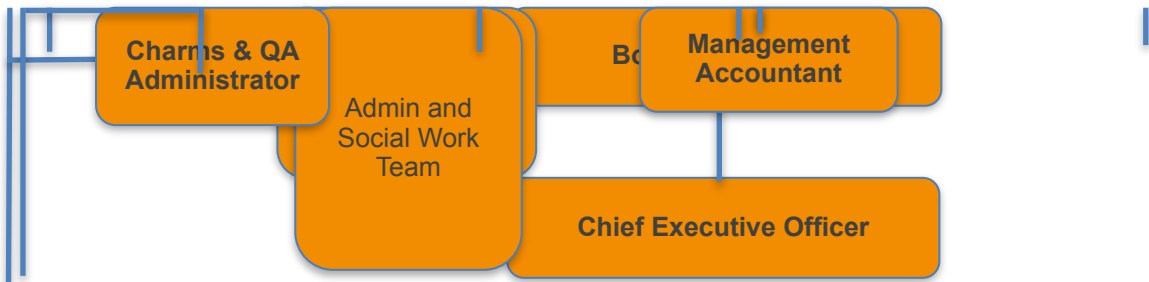 Charms & QA
Administrator
Management
Accountant
Admin and
Social Work
Team
Chief Executive Officer